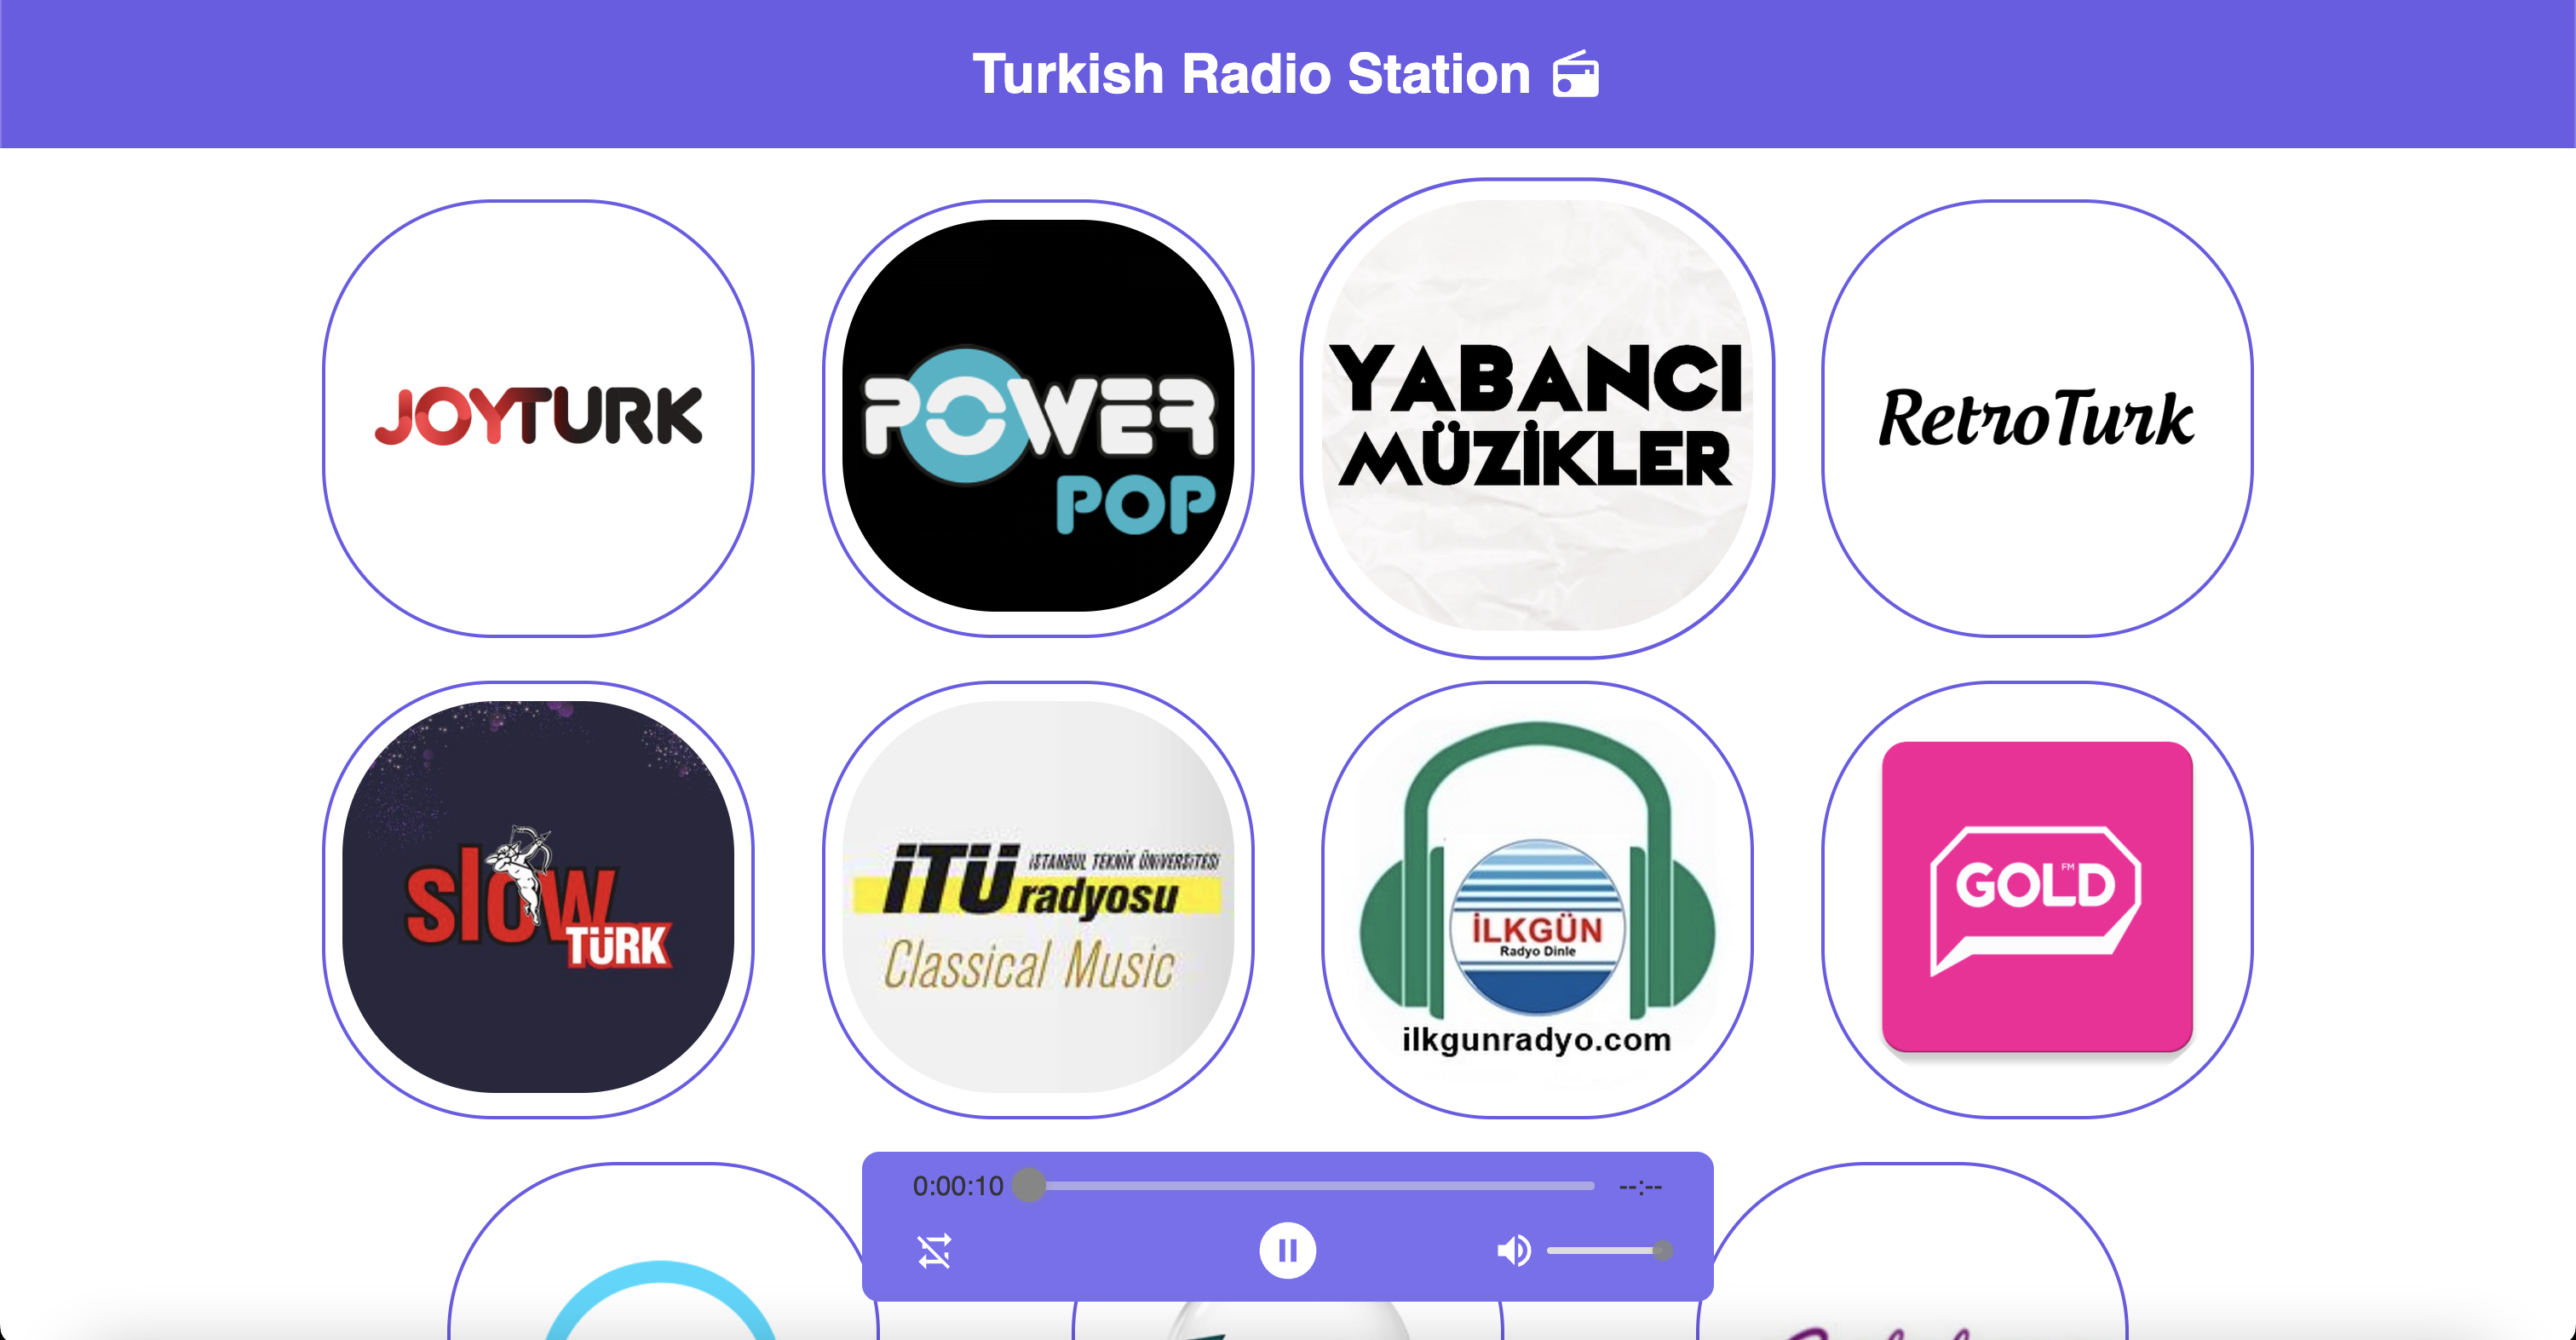 Turkish Radio Station
JOYTURK
POWER
POP
YABANCI
MÜZİKLER
RetroTurk
slow
TÜRK
İTÜ İSTANBUL TEKNİK ÜNİVERSİTESİ
radyosu
Classical Music
İLKGÜN
Radyo Dinle
ilkgunradyo.com
GOLD FM
0:00:10 --:--